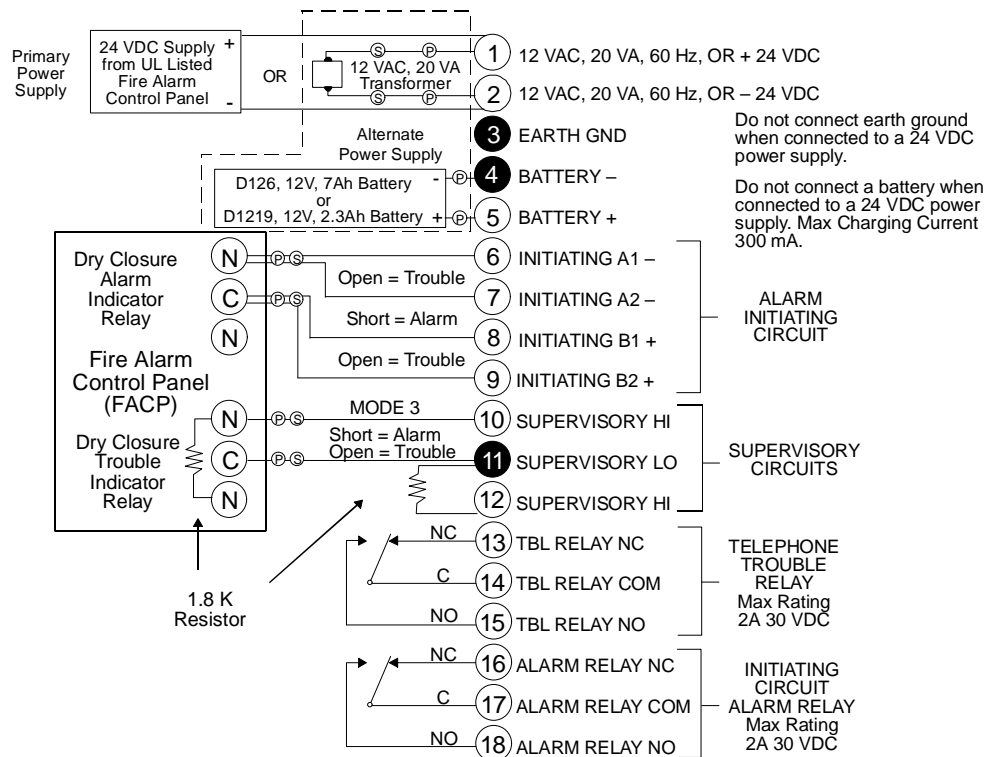 Primary
Power
Supply
24 VDC Supply +
from UL Listed
Fire Alarm
Control Panel -
OR
S P
12 VAC, 20 VA
Transformer
S P
1 12 VAC, 20 VA, 60 Hz, OR + 24 VDC
2 12 VAC, 20 VA, 60 Hz, OR – 24 VDC
3 EARTH GND
Do not connect earth ground
when connected to a 24 VDC
power supply.
Do not connect a battery when
connected to a 24 VDC power
supply. Max Charging Current
300 mA.
Alternate
Power Supply
D126, 12V, 7Ah Battery - P
or
D1219, 12V, 2.3Ah Battery + P
4 BATTERY –
5 BATTERY +
Dry Closure
Alarm
Indicator
Relay
N P S
C P S
N
Open = Trouble
Short = Alarm
Open = Trouble
6 INITIATING A1 –
7 INITIATING A2 –
8 INITIATING B1 +
9 INITIATING B2 +
ALARM
INITIATING
CIRCUIT
Fire Alarm
Control Panel
(FACP)
Dry Closure
Trouble
Indicator
Relay
N P S
C P S
N
MODE 3
Short = Alarm
Open = Trouble
10 SUPERVISORY HI
11 SUPERVISORY LO
12 SUPERVISORY HI
SUPERVISORY
CIRCUITS
1.8 K
Resistor
NC 13 TBL RELAY NC
C 14 TBL RELAY COM
NO 15 TBL RELAY NO
TELEPHONE
TROUBLE
RELAY
Max Rating
2A 30 VDC
NC 16 ALARM RELAY NC
C 17 ALARM RELAY COM
NO 18 ALARM RELAY NO
INITIATING
CIRCUIT
ALARM RELAY
Max Rating
2A 30 VDC